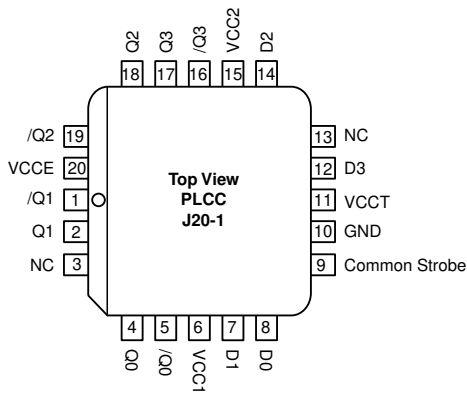 Q2 Q3 /Q3 VCC2 D2
18 17 16 15 14
/Q2 19
VCCE 20
/Q1 1
Q1 2
NC 3
Top View
PLCC
J20-1
13 NC
12 D3
11 VCCT
10 GND
9 Common Strobe
4 5 6 7 8
Q0 /Q0 VCC1 D1 D0